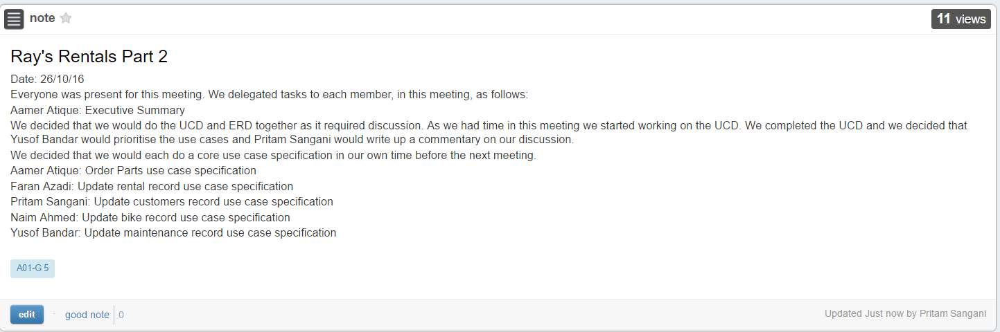 note
11 views
Ray's Rentals Part 2
Date: 26/10/16
Everyone was present for this meeting. We delegated tasks to each member, in this meeting, as follows:
Aamer Atique: Executive Summary
We decided that we would do the UCD and ERD together as it required discussion. As we had time in this meeting we started working on the UCD. We completed the UCD and we decided that
Yusof Bandar would prioritise the use cases and Pritam Sangani would write up a commentary on our discussion.
We decided that we would each do a core use case specification in our own time before the next meeting.
Aamer Atique: Order Parts use case specification
Faran Azadi: Update rental record use case specification
Pritam Sangani: Update customers record use case specification
Naim Ahmed: Update bike record use case specification
Yusof Bandar: Update maintenance record use case specification
A01-G 5
edit · good note 0
Updated Just now by Pritam Sangani